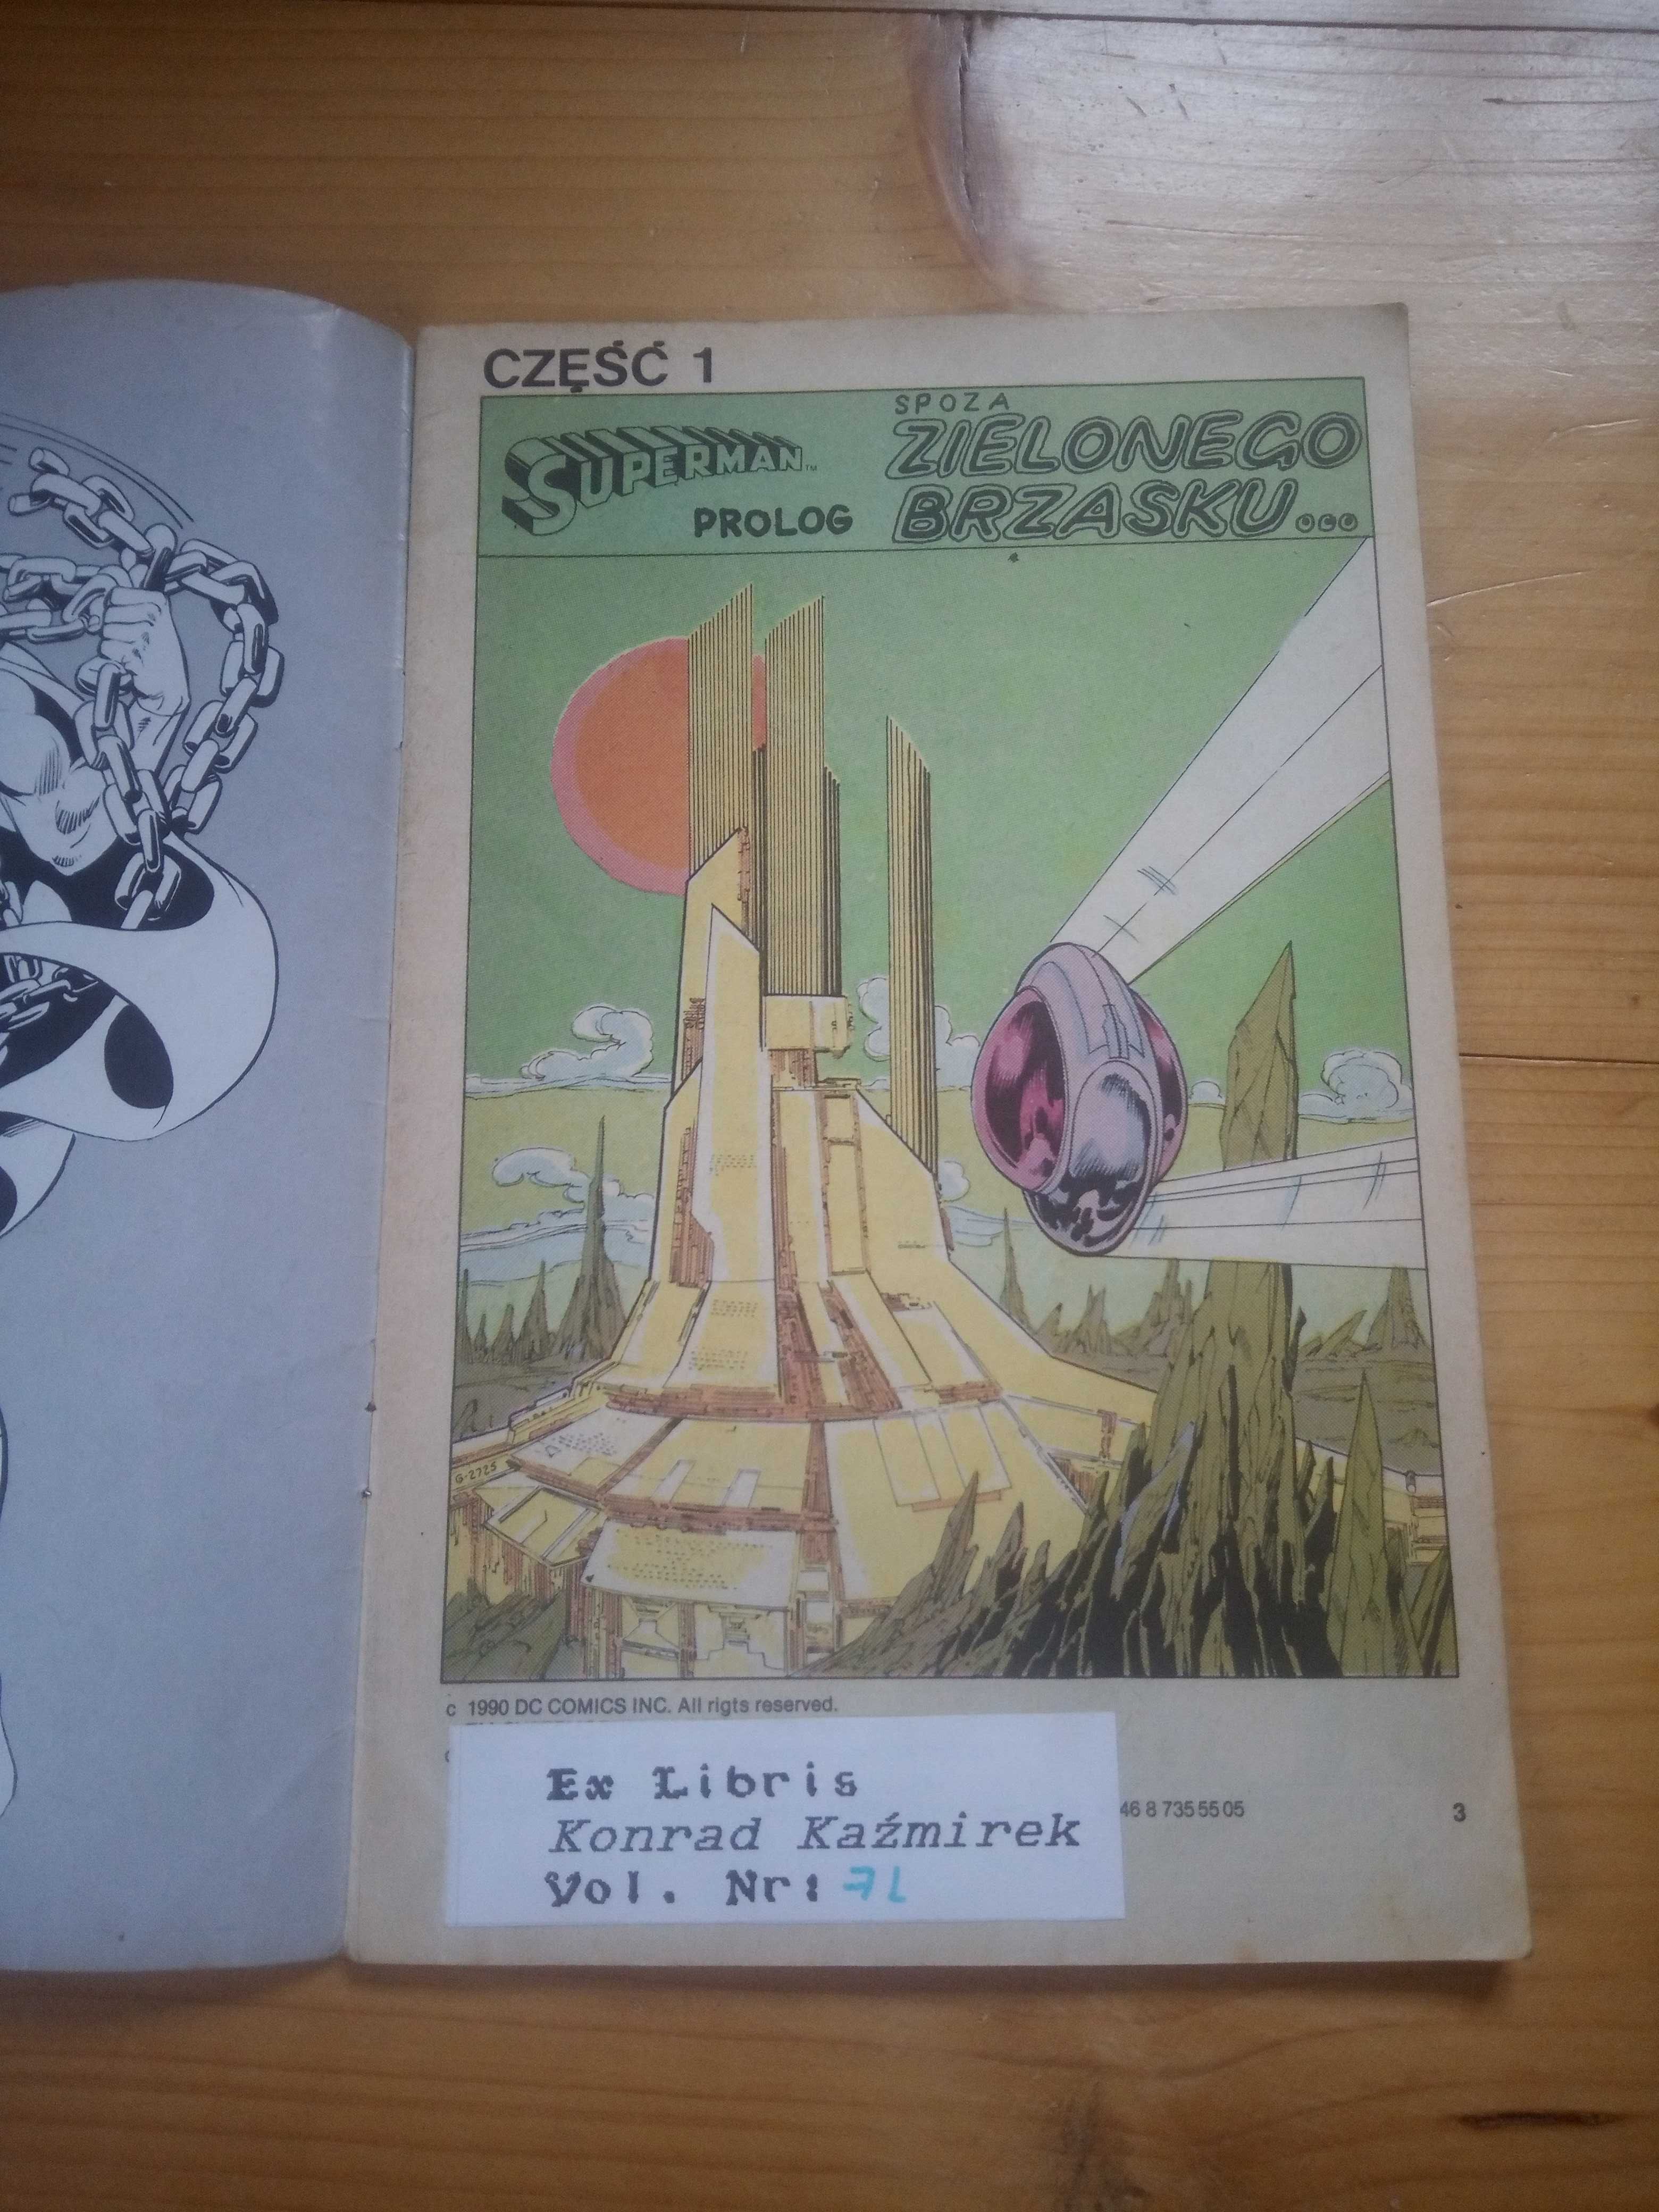 CZĘŚĆ 1
SUPERMAN™
PROLOG
SPOZA
ZIELONEGO
BRZASKU...
G-2725
c 1990 DC COMICS INC. All rigts reserved.
Ex Libris
Konrad Kaźmirek
Vol. Nr: 71
46 8 735 55 05
3